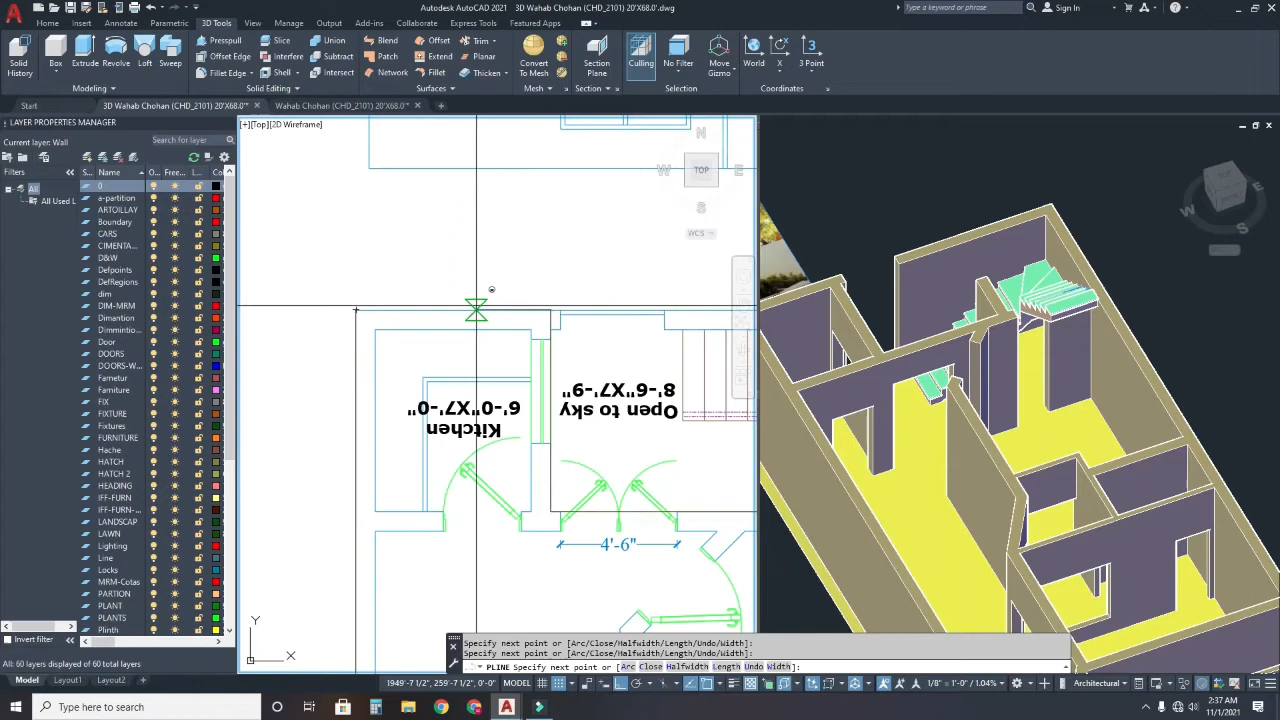 Autodesk AutoCAD 2021 3D Wahab Chohan (CHD_2101) 20'X68.0'.dwg
Type a keyword or phrase
Sign In
Home Insert Annotate Parametric 3D Tools View Manage Output Add-ins Collaborate Express Tools Featured Apps
Solid History
Box Extrude Revolve Loft Sweep
Presspull
Offset Edge
Fillet Edge
Slice
Interfere
Shell
Union
Subtract
Intersect
Blend
Patch
Network
Offset
Extend
Fillet
Trim
Planar
Thicken
Convert To Mesh
Section Plane
Culling No Filter Move Gizmo
World X 3 Point
Modeling Solid Editing Surfaces Mesh Section Selection Coordinates
Start 3D Wahab Chohan (CHD_2101) 20'X68.0'* Wahab Chohan (CHD_2101) 20'X68.0'*
LAYER PROPERTIES MANAGER
Current layer: Wall
Search for layer
Filters
All
All Used L
S.. Name O.. Free.. L... Co
0
a-partition
ARTOILLAY
Boundary
CARS
CIMENTA...
D&W
Defpoints
DefRegions
dim
DIM-MRM
Dimantion
Dimmintio...
Door
DOORS
DOORS-W...
Fametur
Famiture
FIX
FIXTURE
Fixtures
FURNITURE
Hache
HATCH
HATCH 2
HEADING
IFF-FURN
IFF-FURN-...
LANDSCAP
LAWN
Lighting
Line
Locks
MRM-Cotas
PARTION
PLANT
PLANTS
Plinth
Invert filter
All: 60 layers displayed of 60 total layers
[+][Top][2D Wireframe]
N
W TOP E
S
WCS
8'-6"X7'-9"
Open to sky
6'-0"X7'-0"
Kitchen
4'-6"
Y
X
W
E
S
Specify next point or [Arc/Close/Halfwidth/Length/Undo/Width]:
Specify next point or [Arc/Close/Halfwidth/Length/Undo/Width]:
PLINE Specify next point or [Arc Close Halfwidth Length Undo Width]:
Model Layout1 Layout2
1949'-7 1/2", 259'-7 1/2", 0'-0" MODEL
1/8" = 1'-0" / 1.04%
Architectural
Type here to search
2:37 AM
11/1/2021